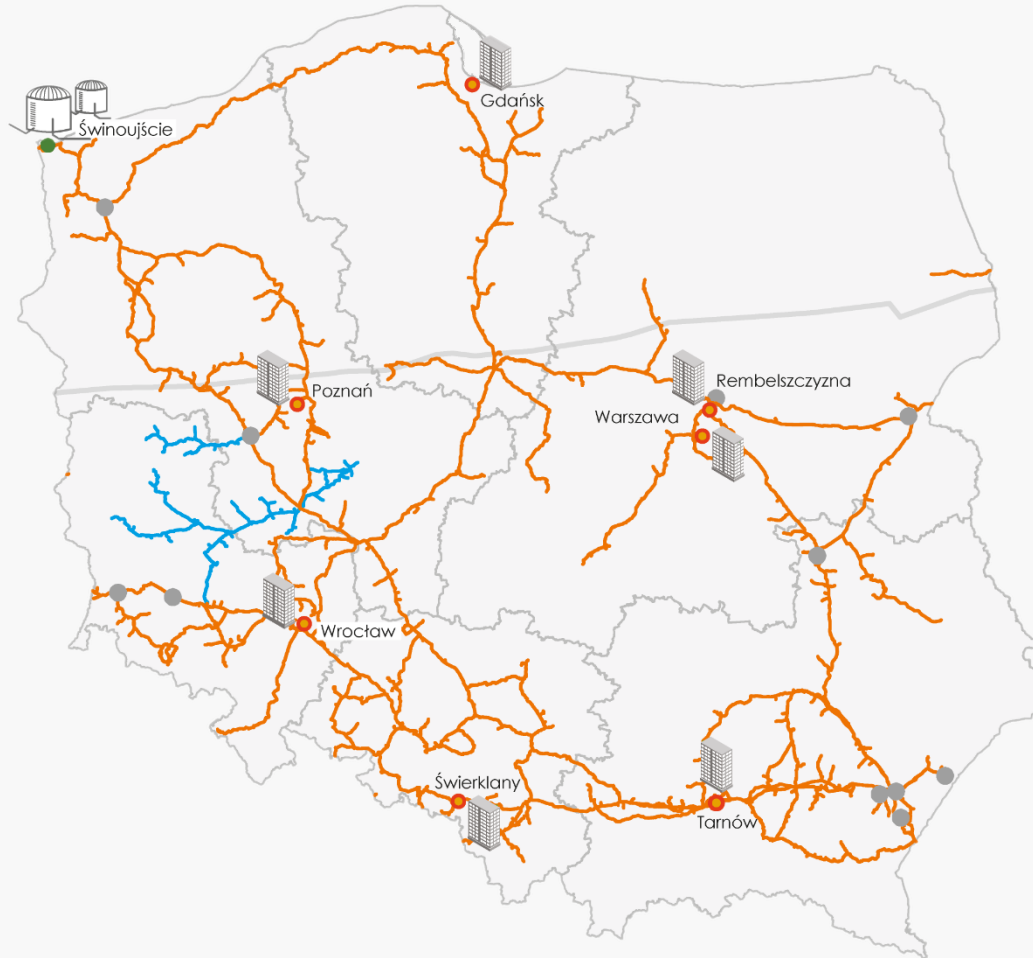 Gdańsk
Świnoujście
Rembelszczyzna
Poznań
Warszawa
Wrocław
Świerklany
Tarnów